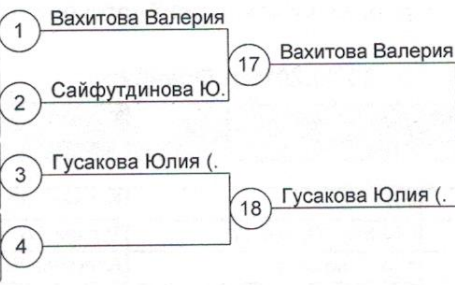 1 Вахитова Валерия
17 Вахитова Валерия
2 Сайфутдинова Ю.
3 Гусакова Юлия (.
18 Гусакова Юлия (.
4